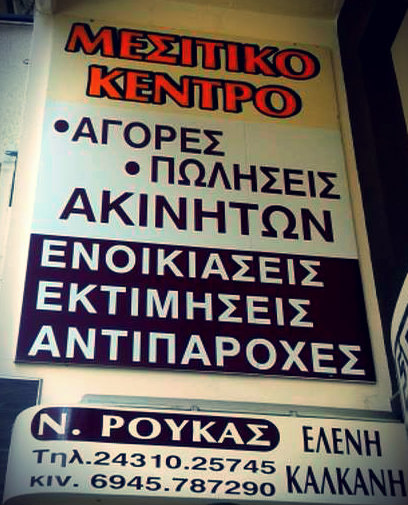 ΜΕΣΙΤΙΚΟ
ΚΕΝΤΡΟ
•ΑΓΟΡΕΣ
•ΠΩΛΗΣΕΙΣ
ΑΚΙΝΗΤΩΝ
ΕΝΟΙΚΙΑΣΕΙΣ
ΕΚΤΙΜΗΣΕΙΣ
ΑΝΤΙΠΑΡΟΧΕΣ
Ν. ΡΟΥΚΑΣ
Τηλ.24310.25745
κιν. 6945.787290
ΕΛΕΝΗ
ΚΑΛΚΑΝΗ